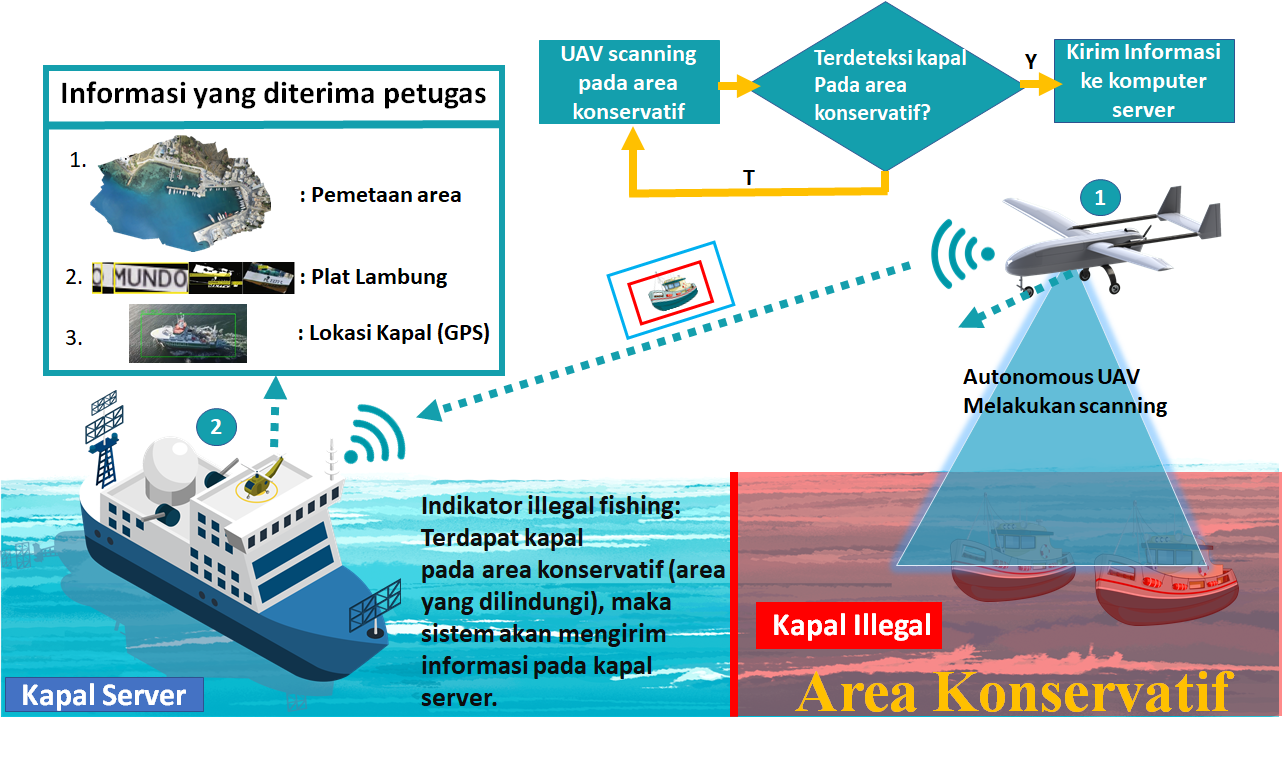 UAV scanning
pada area
konservatif
Terdeteksi kapal
Pada area
konservatif?
Y
Kirim Informasi
ke komputer
server
T
Informasi yang diterima petugas
1.
: Pemetaan area
2.
MUNDO
: Plat Lambung
3.
: Lokasi Kapal (GPS)
1
Autonomous UAV
Melakukan scanning
2
Indikator illegal fishing:
Terdapat kapal
pada area konservatif (area
yang dilindungi), maka
sistem akan mengirim
informasi pada kapal
server.
Kapal Server
Kapal Illegal
Area Konservatif